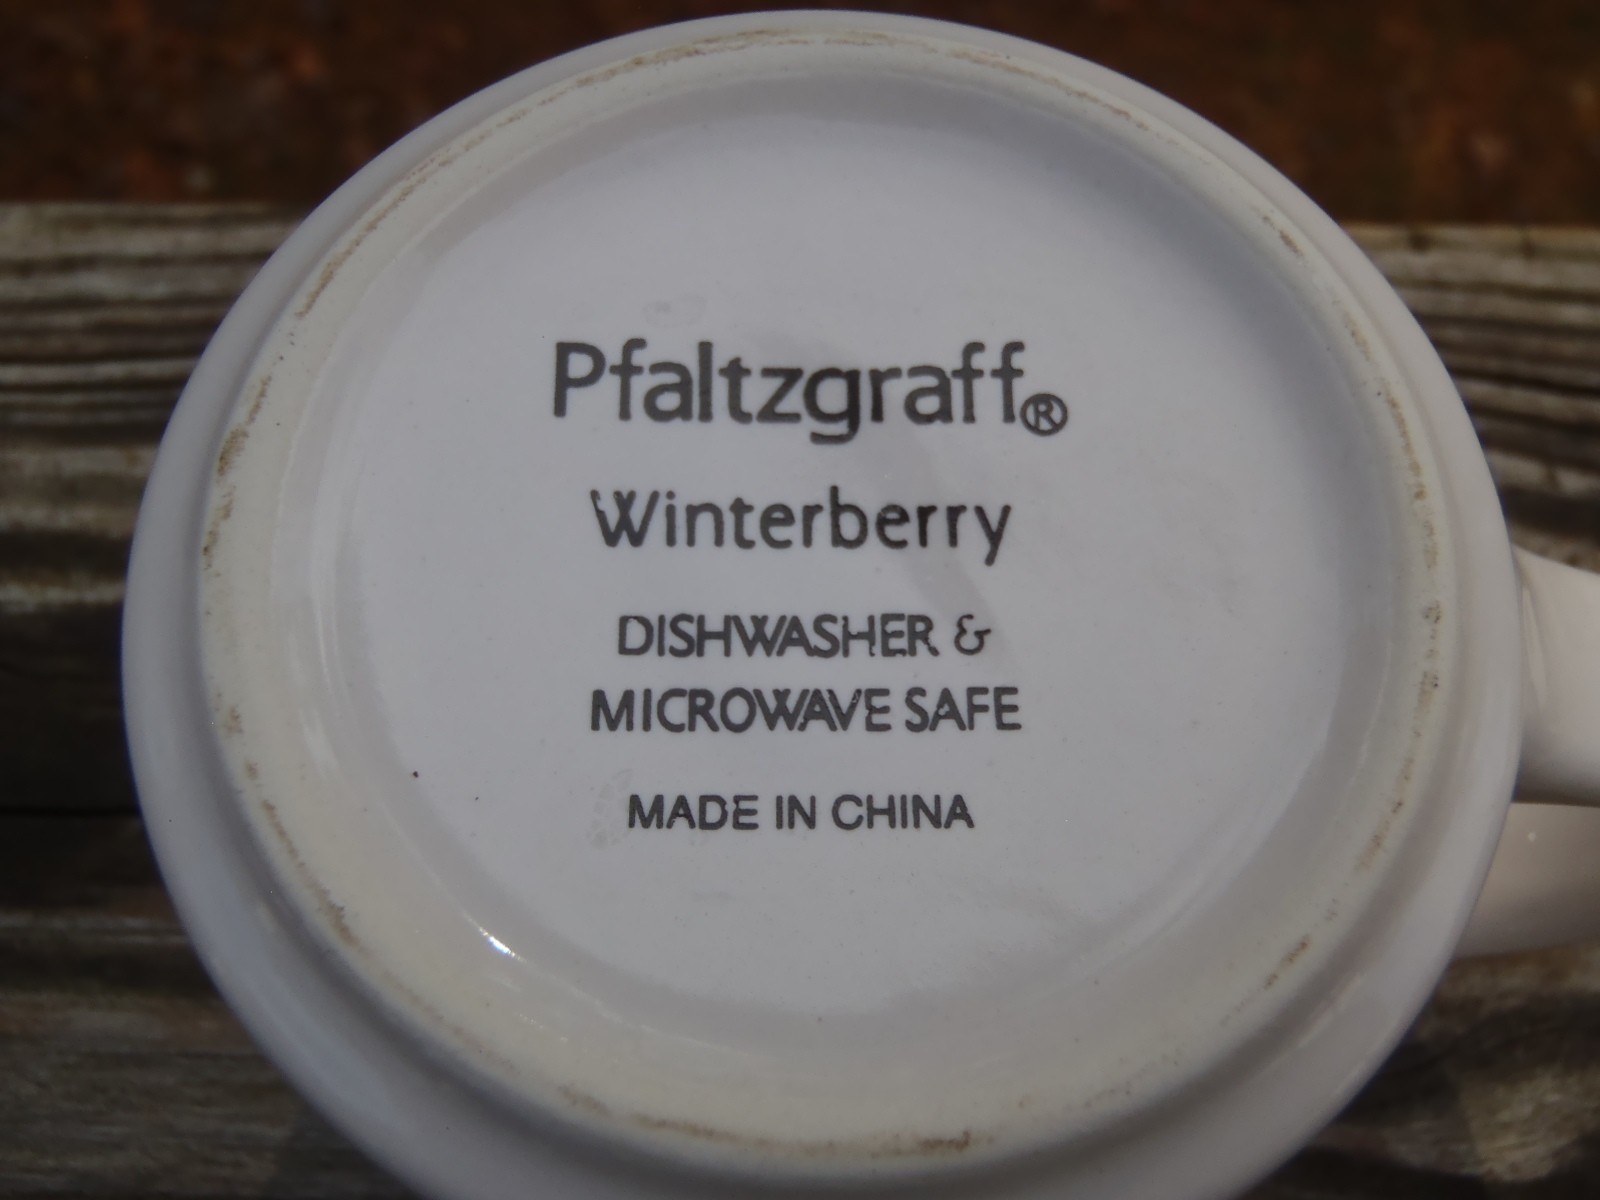 Pfaltzgraff®
Winterberry
DISHWASHER &
MICROWAVE SAFE
MADE IN CHINA